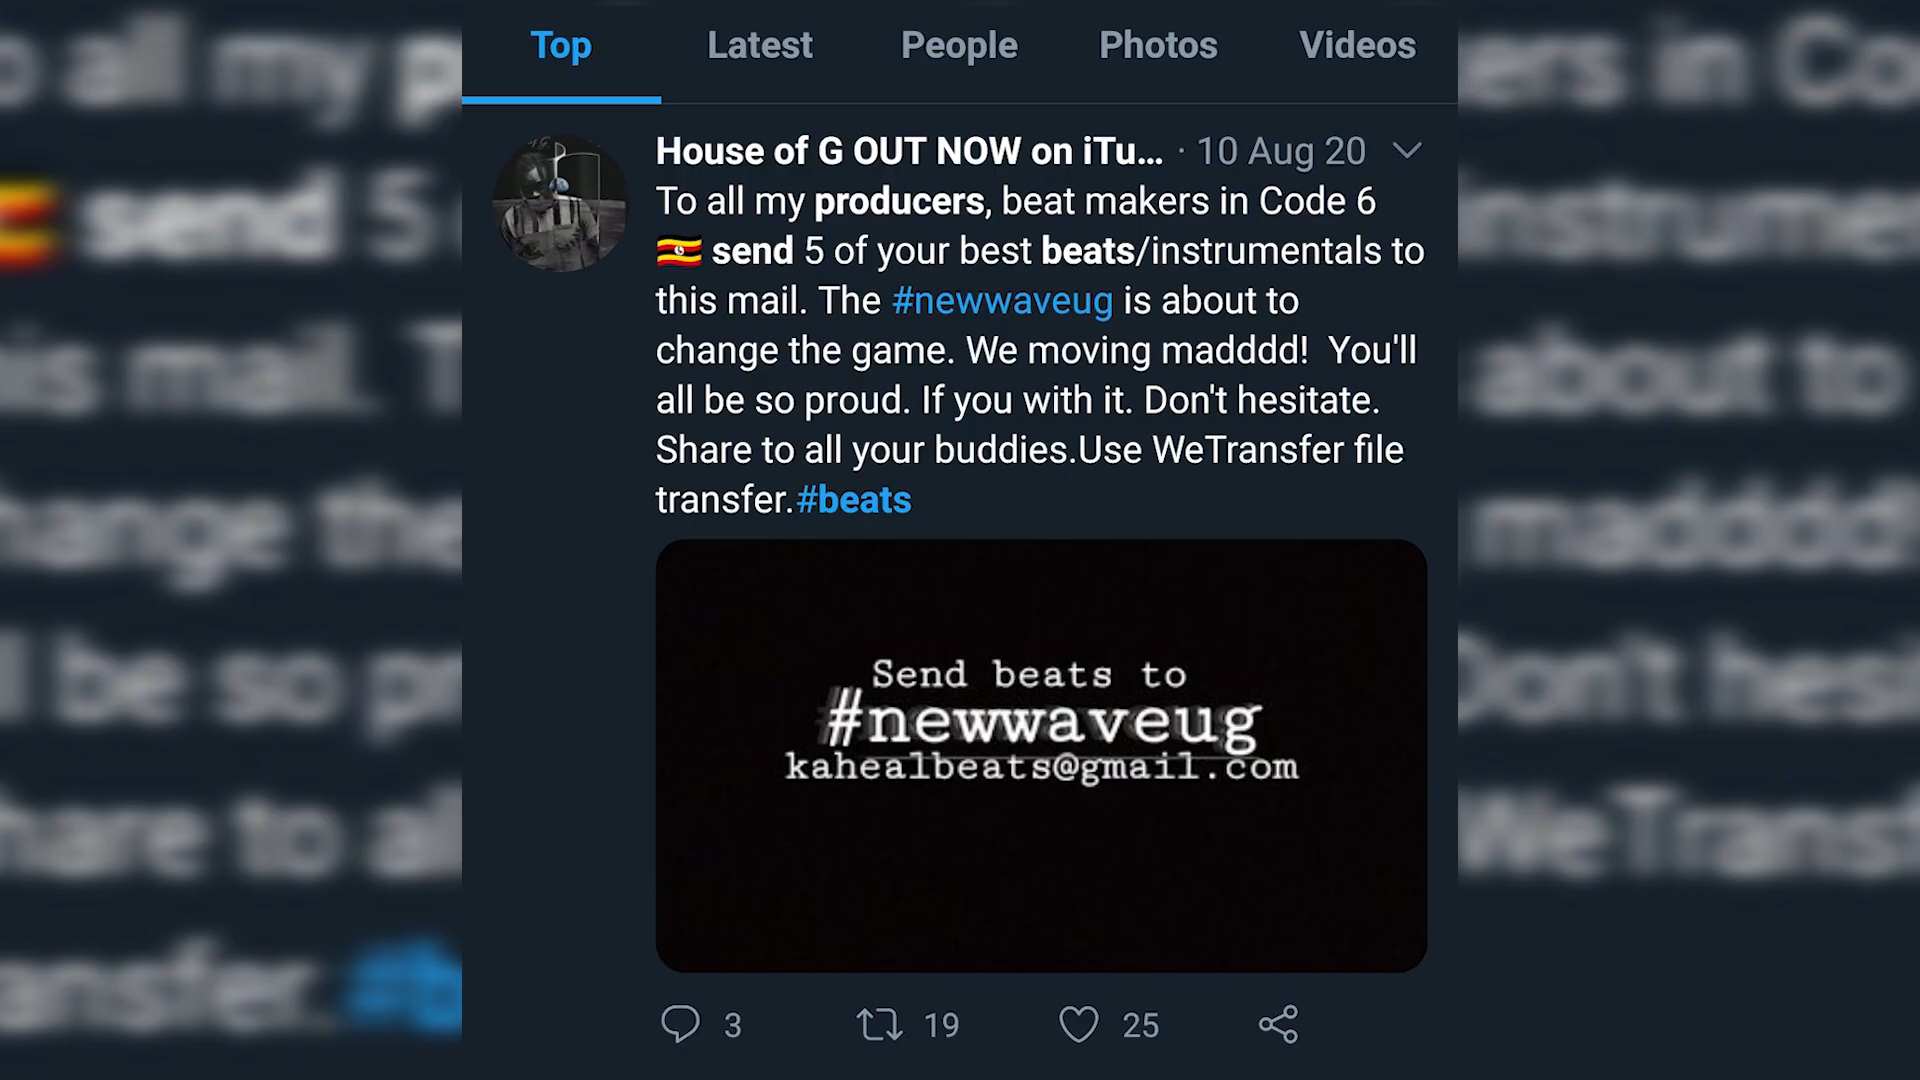 Top Latest People Photos Videos
House of G OUT NOW on iTu... · 10 Aug 20
To all my producers, beat makers in Code 6
🇺🇬 send 5 of your best beats/instrumentals to
this mail. The #newwaveug is about to
change the game. We moving madddd!  You'll
all be so proud. If you with it. Don't hesitate.
Share to all your buddies.Use WeTransfer file
transfer.#beats
Send beats to
#newwaveug
kahealbeats@gmail.com
3 19 25